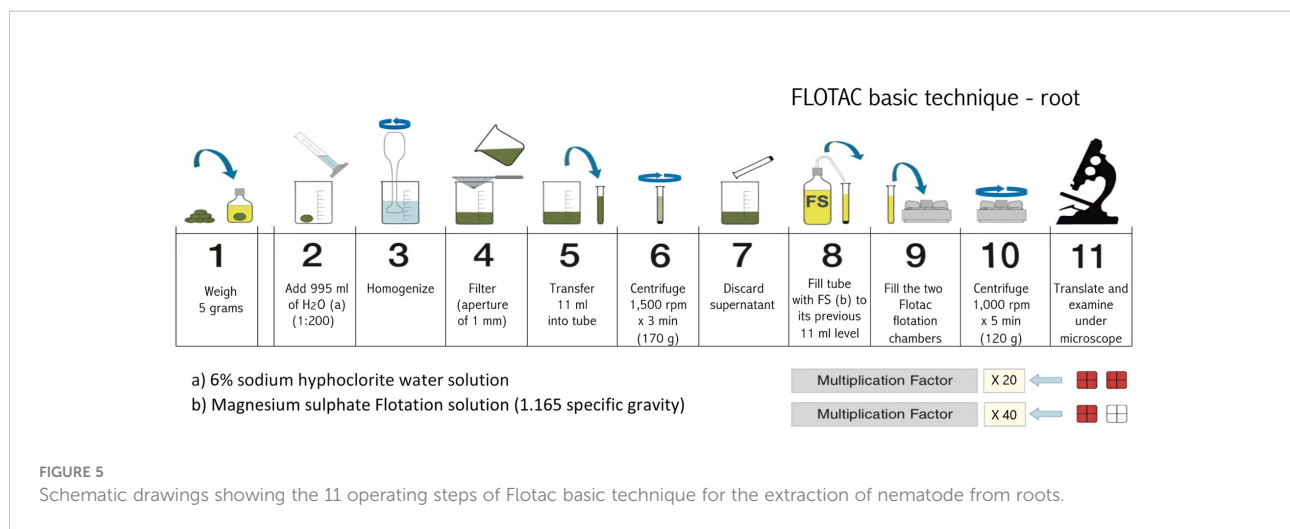 FLOTAC basic technique - root
FS
1
Weigh
5 grams
2
Add 995 ml
of H₂O (a)
(1:200)
3
Homogenize
4
Filter
(aperture
of 1 mm)
5
Transfer
11 ml
into tube
6
Centrifuge
1,500 rpm
x 3 min
(170 g)
7
Discard
supernatant
8
Fill tube
with FS (b) to
its previous
11 ml level
9
Fill the two
Flotac
flotation
chambers
10
Centrifuge
1,000 rpm
x 5 min
(120 g)
11
Translate and
examine
under
microscope
a) 6% sodium hyphoclorite water solution
b) Magnesium sulphate Flotation solution (1.165 specific gravity)
Multiplication Factor X 20
Multiplication Factor X 40
FIGURE 5
Schematic drawings showing the 11 operating steps of Flotac basic technique for the extraction of nematode from roots.